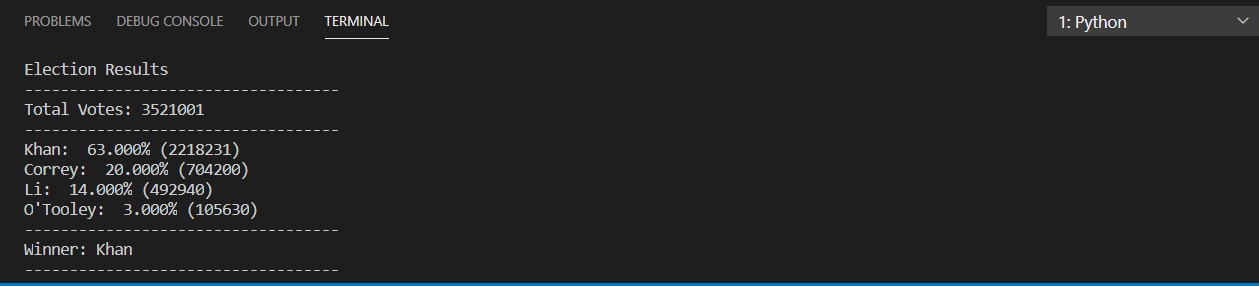 PROBLEMS DEBUG CONSOLE OUTPUT TERMINAL 1: Python
Election Results
-----------------------------------
Total Votes: 3521001
-----------------------------------
Khan:  63.000% (2218231)
Correy:  20.000% (704200)
Li:  14.000% (492940)
O'Tooley:  3.000% (105630)
-----------------------------------
Winner: Khan
-----------------------------------